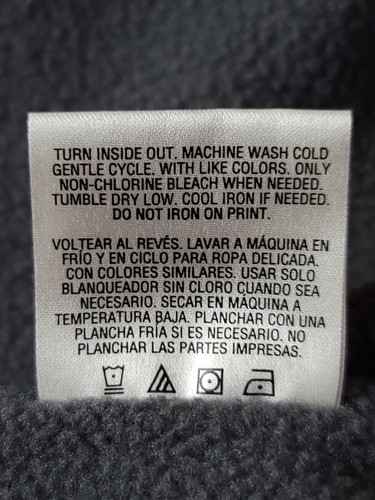 TURN INSIDE OUT. MACHINE WASH COLD
GENTLE CYCLE. WITH LIKE COLORS. ONLY
NON-CHLORINE BLEACH WHEN NEEDED.
TUMBLE DRY LOW. COOL IRON IF NEEDED.
DO NOT IRON ON PRINT.
VOLTEAR AL REVÉS. LAVAR A MÁQUINA EN
FRÍO Y EN CICLO PARA ROPA DELICADA.
CON COLORES SIMILARES. USAR SOLO
BLANQUEADOR SIN CLORO CUANDO SEA
NECESARIO. SECAR EN MÁQUINA A
TEMPERATURA BAJA. PLANCHAR CON UNA
PLANCHA FRÍA SI ES NECESARIO. NO
PLANCHAR LAS PARTES IMPRESAS.